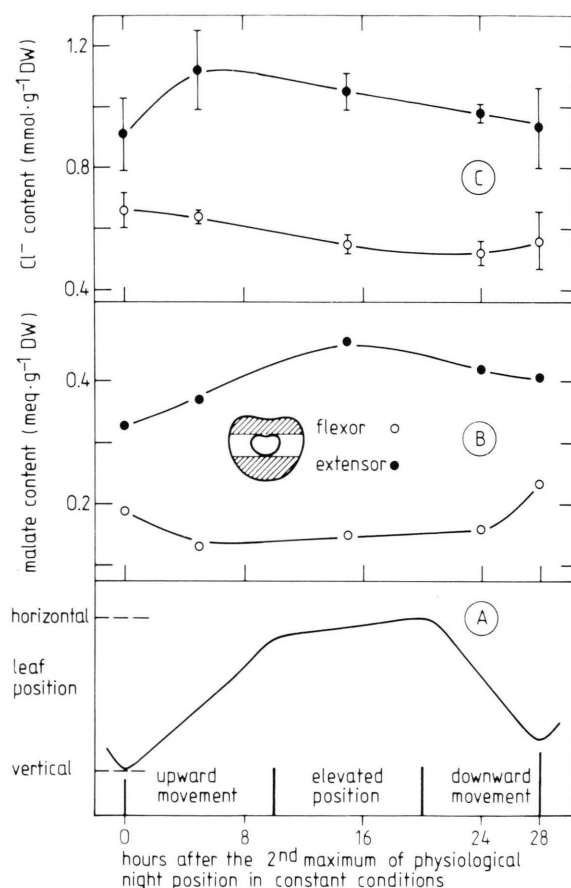 Cl⁻ content (mmol·g⁻¹ DW)
1.2
0.8
0.4
C
malate content (meq·g⁻¹ DW)
0.4
0.2
flexor ○
extensor ●
B
horizontal
leaf
position
vertical
A
upward
movement
elevated
position
downward
movement
0 8 16 24 28
hours after the 2nd maximum of physiological
night position in constant conditions